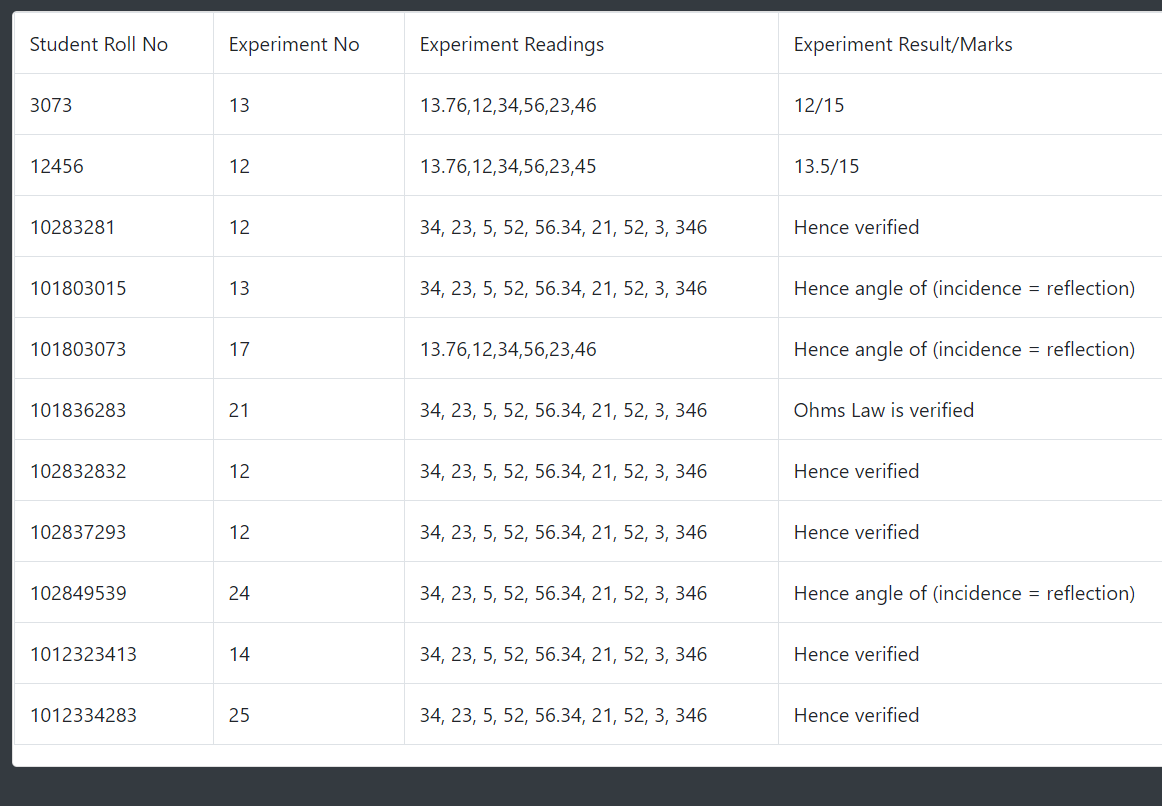 Student Roll No Experiment No Experiment Readings Experiment Result/Marks
3073 13 13.76,12,34,56,23,46 12/15
12456 12 13.76,12,34,56,23,45 13.5/15
10283281 12 34, 23, 5, 52, 56.34, 21, 52, 3, 346 Hence verified
101803015 13 34, 23, 5, 52, 56.34, 21, 52, 3, 346 Hence angle of (incidence = reflection)
101803073 17 13.76,12,34,56,23,46 Hence angle of (incidence = reflection)
101836283 21 34, 23, 5, 52, 56.34, 21, 52, 3, 346 Ohms Law is verified
102832832 12 34, 23, 5, 52, 56.34, 21, 52, 3, 346 Hence verified
102837293 12 34, 23, 5, 52, 56.34, 21, 52, 3, 346 Hence verified
102849539 24 34, 23, 5, 52, 56.34, 21, 52, 3, 346 Hence angle of (incidence = reflection)
1012323413 14 34, 23, 5, 52, 56.34, 21, 52, 3, 346 Hence verified
1012334283 25 34, 23, 5, 52, 56.34, 21, 52, 3, 346 Hence verified